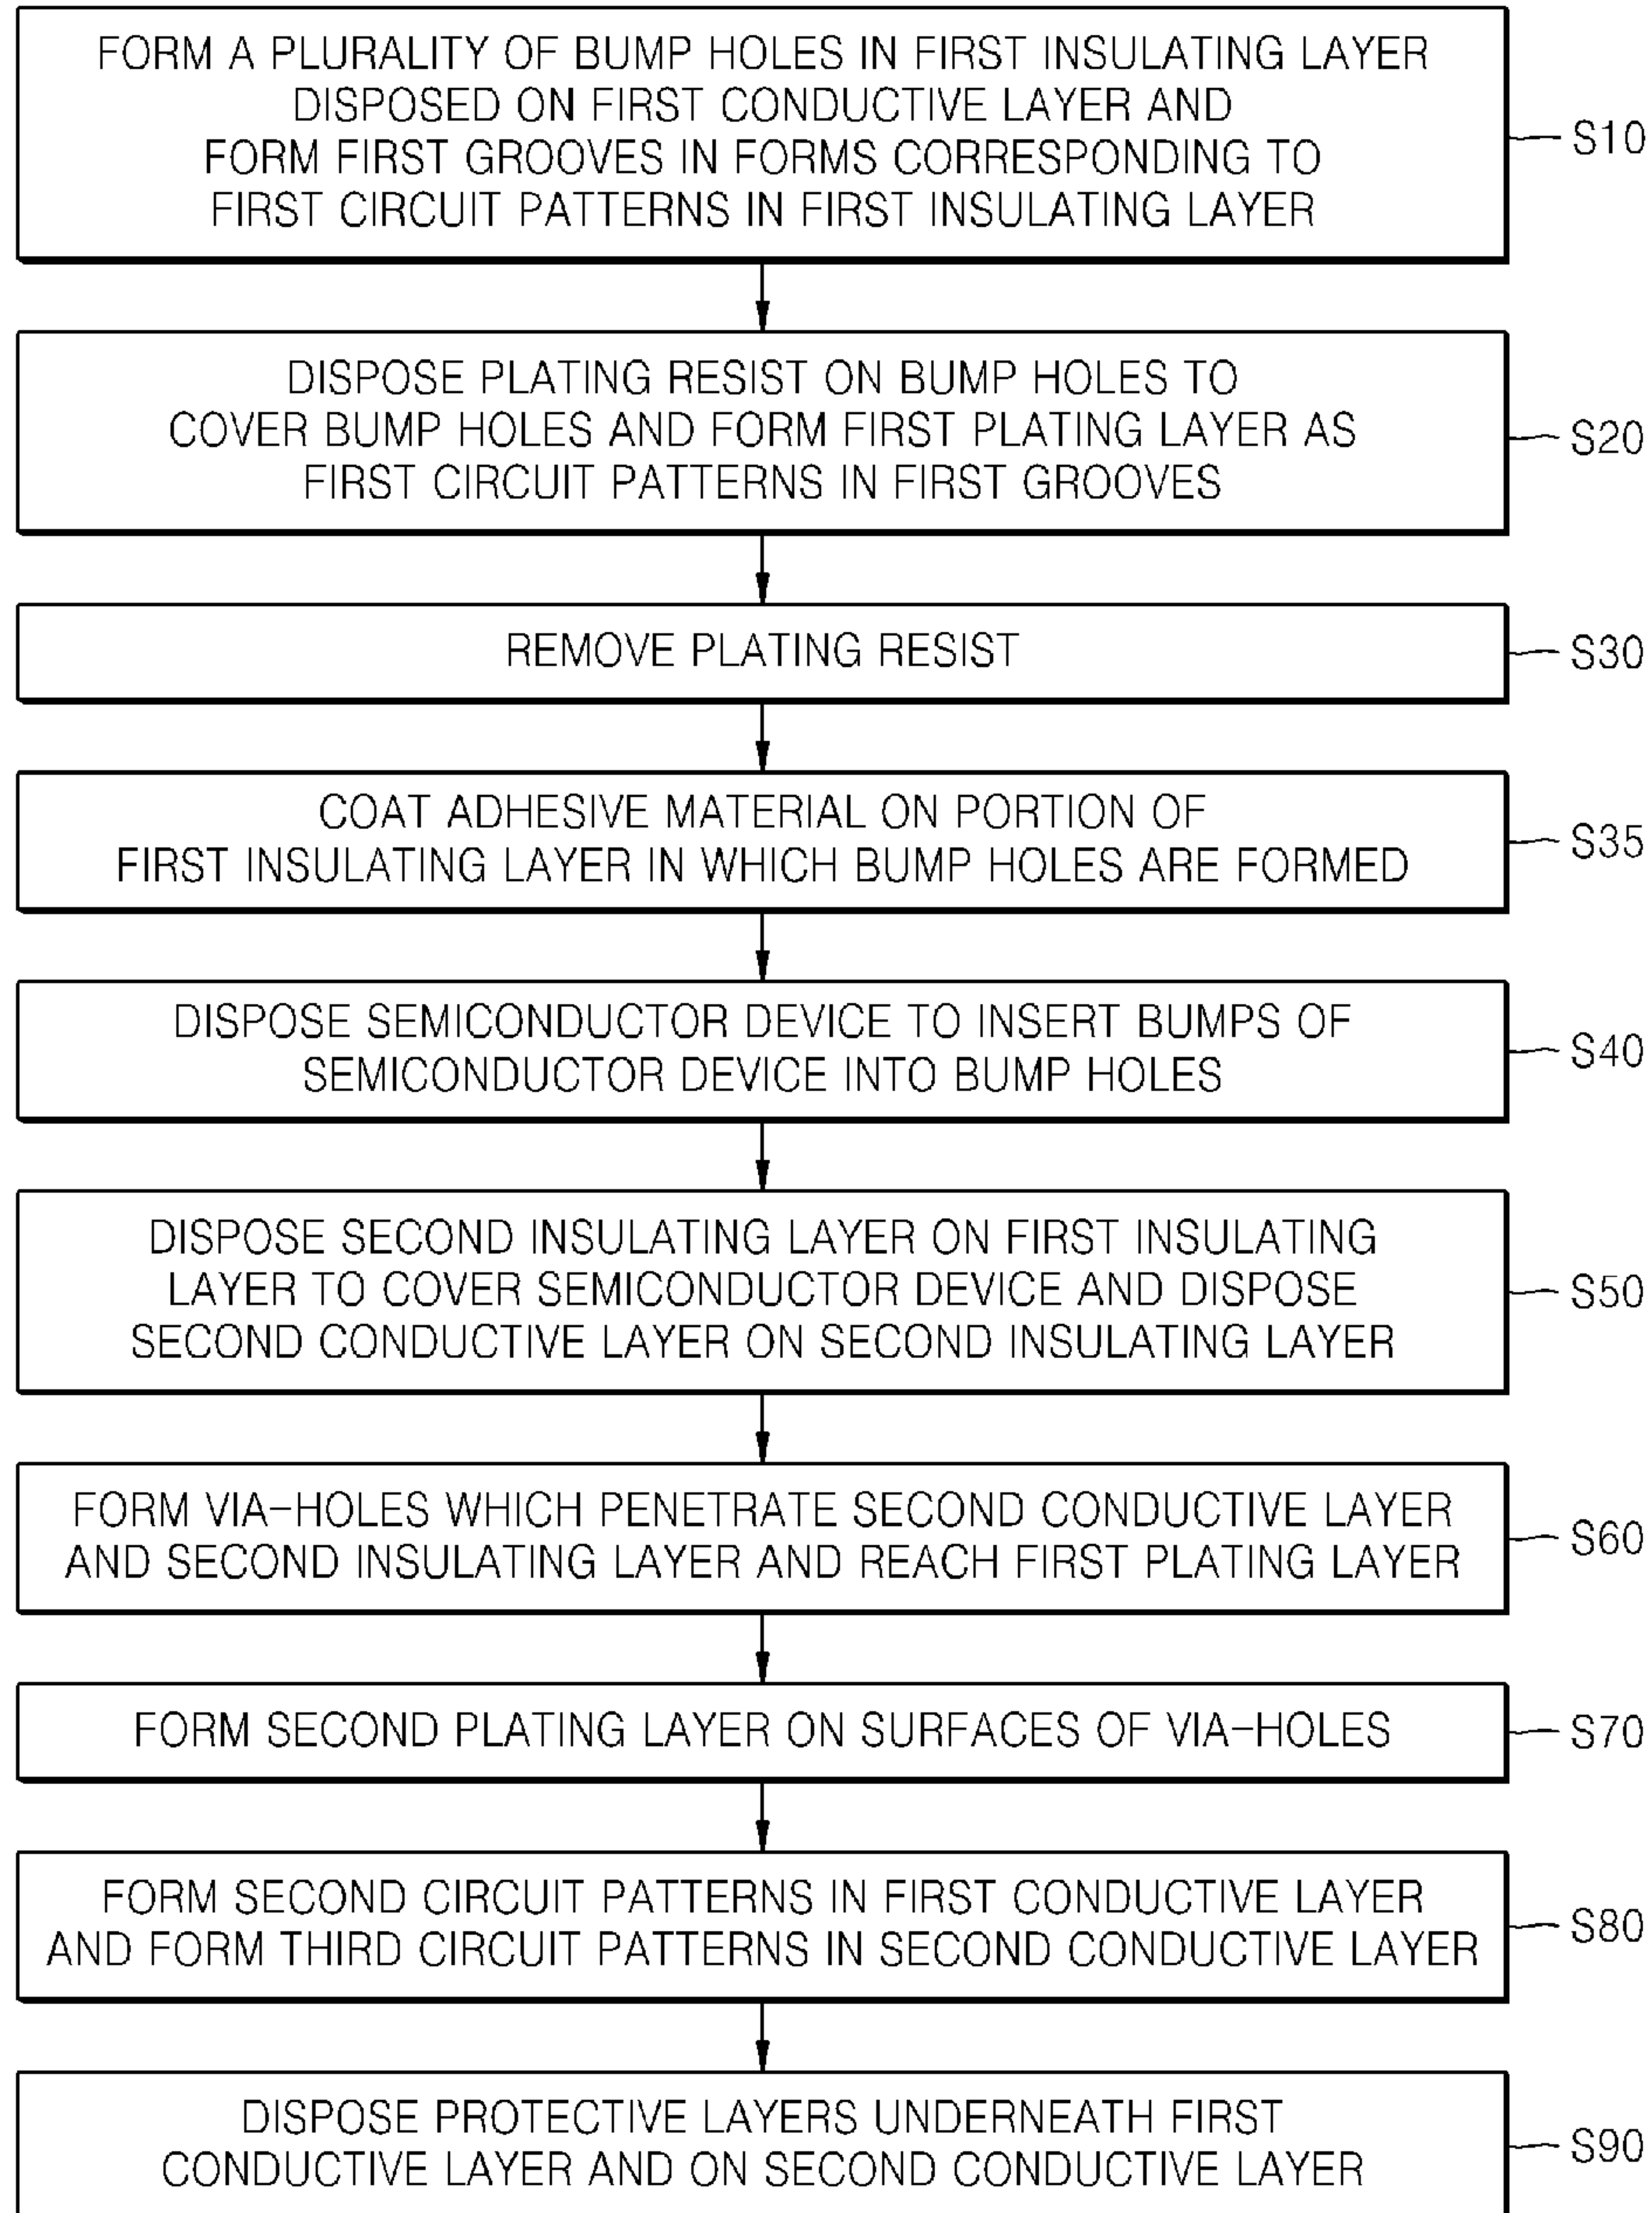 FORM A PLURALITY OF BUMP HOLES IN FIRST INSULATING LAYER
DISPOSED ON FIRST CONDUCTIVE LAYER AND
FORM FIRST GROOVES IN FORMS CORRESPONDING TO
FIRST CIRCUIT PATTERNS IN FIRST INSULATING LAYER
S10
DISPOSE PLATING RESIST ON BUMP HOLES TO
COVER BUMP HOLES AND FORM FIRST PLATING LAYER AS
FIRST CIRCUIT PATTERNS IN FIRST GROOVES
S20
REMOVE PLATING RESIST
S30
COAT ADHESIVE MATERIAL ON PORTION OF
FIRST INSULATING LAYER IN WHICH BUMP HOLES ARE FORMED
S35
DISPOSE SEMICONDUCTOR DEVICE TO INSERT BUMPS OF
SEMICONDUCTOR DEVICE INTO BUMP HOLES
S40
DISPOSE SECOND INSULATING LAYER ON FIRST INSULATING
LAYER TO COVER SEMICONDUCTOR DEVICE AND DISPOSE
SECOND CONDUCTIVE LAYER ON SECOND INSULATING LAYER
S50
FORM VIA-HOLES WHICH PENETRATE SECOND CONDUCTIVE LAYER
AND SECOND INSULATING LAYER AND REACH FIRST PLATING LAYER
S60
FORM SECOND PLATING LAYER ON SURFACES OF VIA-HOLES
S70
FORM SECOND CIRCUIT PATTERNS IN FIRST CONDUCTIVE LAYER
AND FORM THIRD CIRCUIT PATTERNS IN SECOND CONDUCTIVE LAYER
S80
DISPOSE PROTECTIVE LAYERS UNDERNEATH FIRST
CONDUCTIVE LAYER AND ON SECOND CONDUCTIVE LAYER
S90